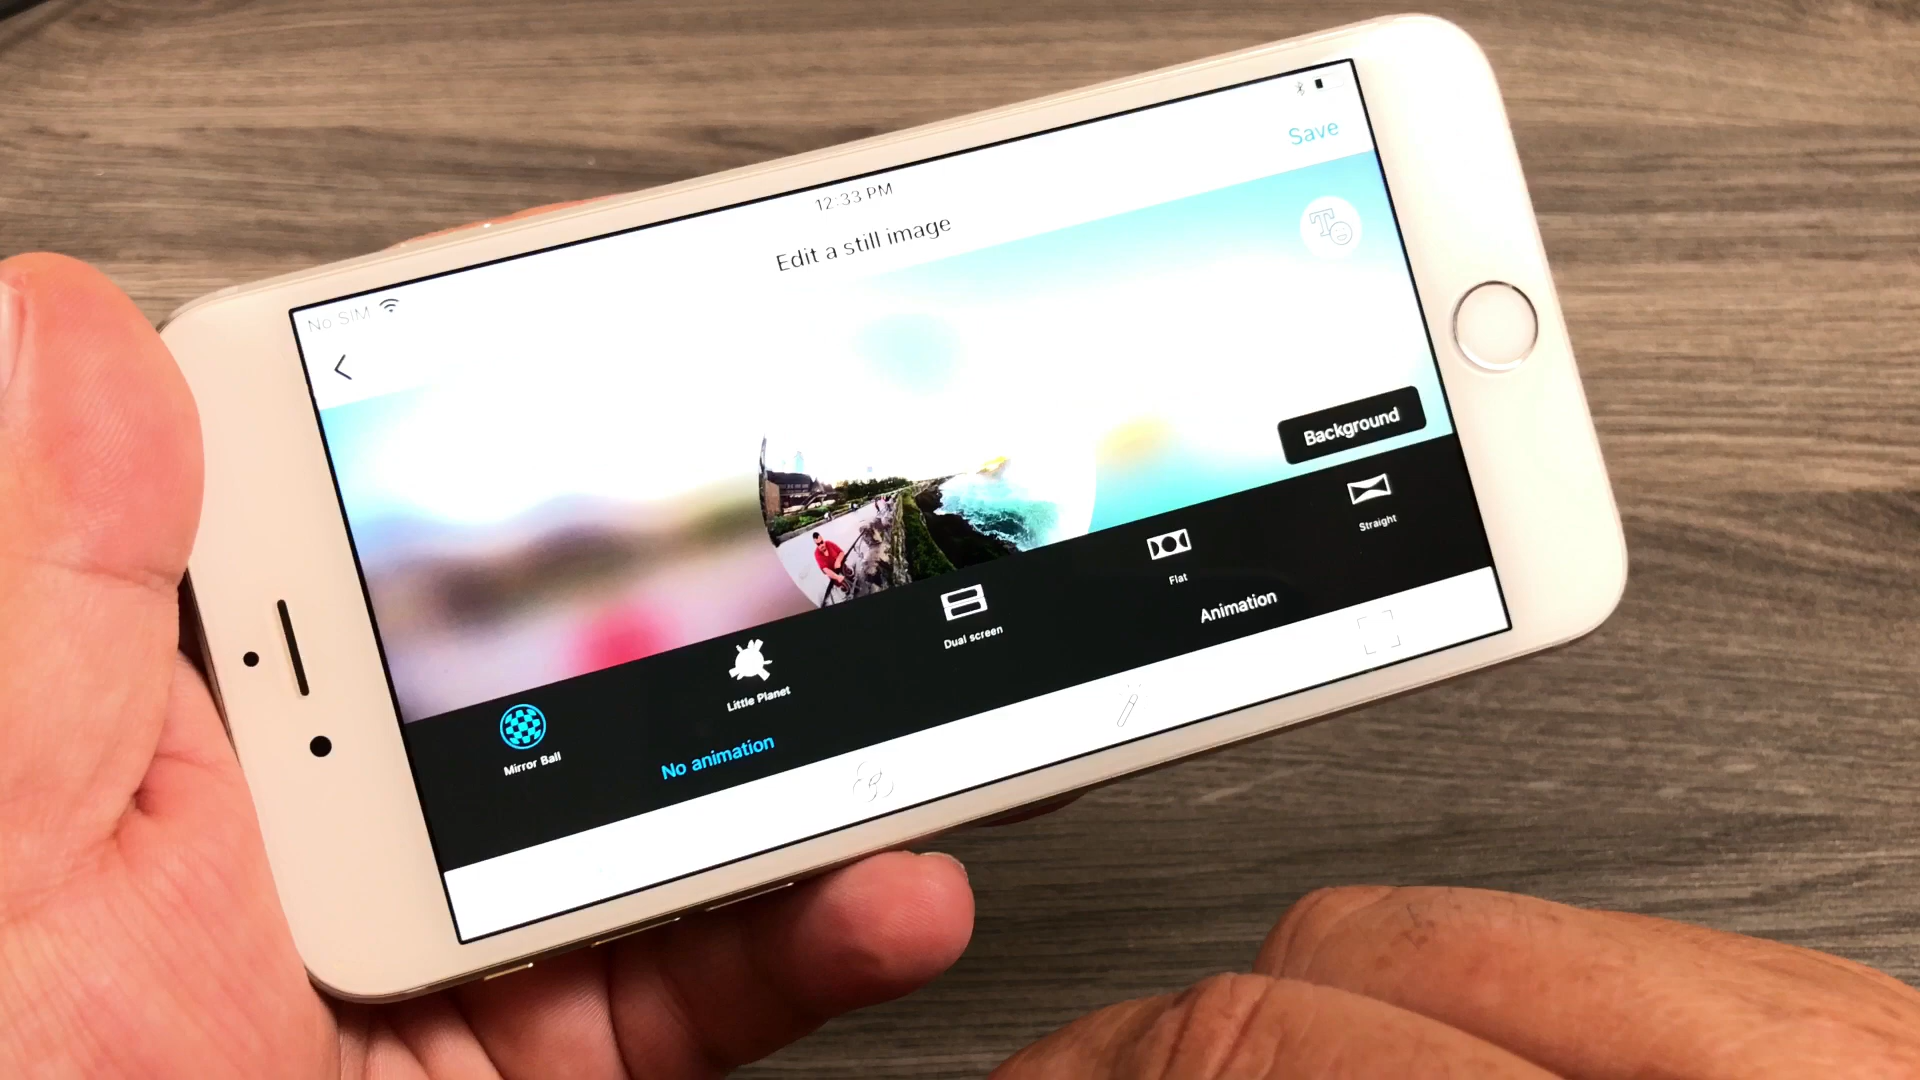 No SIM
12:33 PM
Edit a still image
Save
T
Background
Mirror Ball
Little Planet
Dual screen
Flat
Straight
No animation
Animation